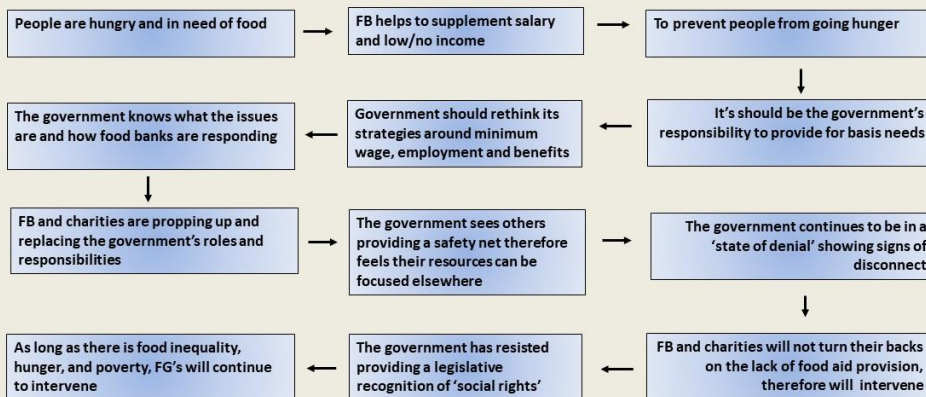 People are hungry and in need of food
FB helps to supplement salary
and low/no income
To prevent people from going hunger
It's should be the government's
responsibility to provide for basis needs
Government should rethink its
strategies around minimum
wage, employment and benefits
The government knows what the issues
are and how food banks are responding
FB and charities are propping up and
replacing the government's roles and
responsibilities
The government sees others
providing a safety net therefore
feels their resources can be
focused elsewhere
The government continues to be in a
'state of denial' showing signs of
disconnect
FB and charities will not turn their backs
on the lack of food aid provision,
therefore will intervene
The government has resisted
providing a legislative
recognition of 'social rights'
As long as there is food inequality,
hunger, and poverty, FG's will continue
to intervene